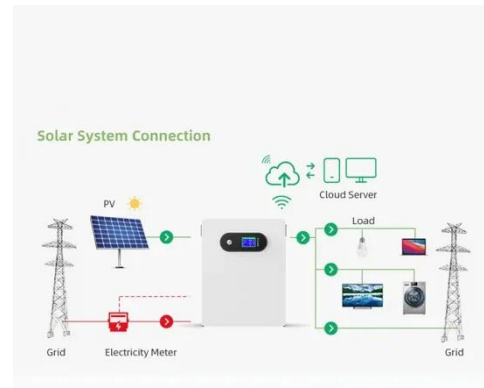 Solar System Connection
PV
Cloud Server
Load
Grid
Electricity Meter
Grid